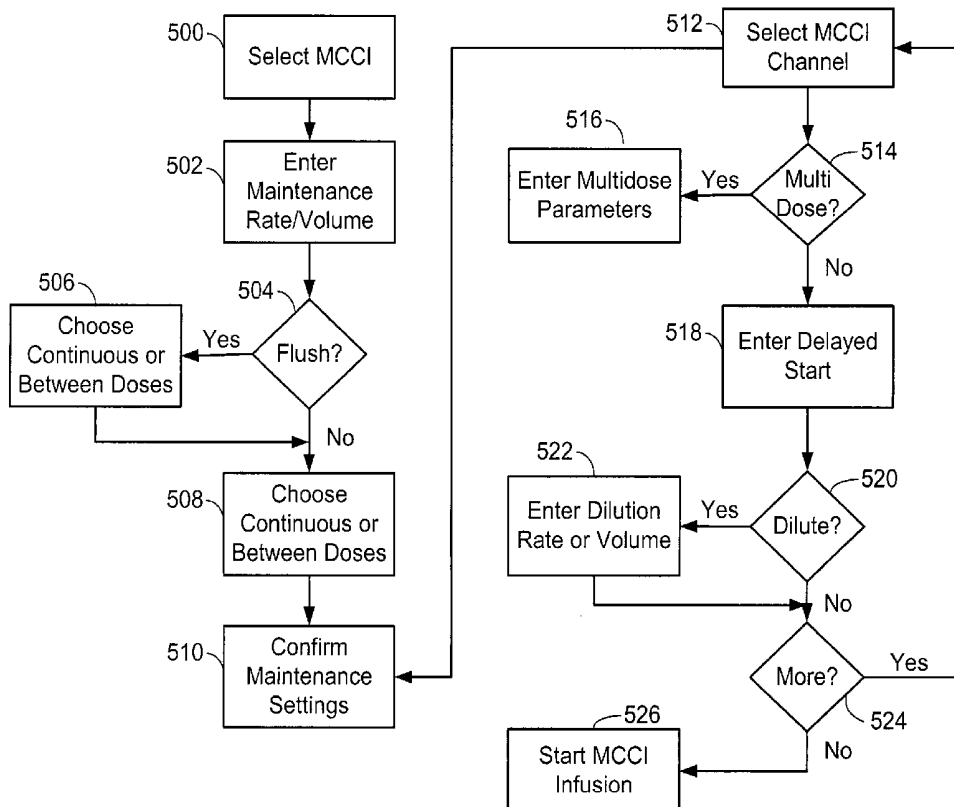 500
Select MCCI
502
Enter
Maintenance
Rate/Volume
504
Flush?
Yes
506
Choose
Continuous or
Between Doses
No
508
Choose
Continuous or
Between Doses
510
Confirm
Maintenance
Settings
512
Select MCCI
Channel
514
Multi
Dose?
Yes
516
Enter Multidose
Parameters
No
518
Enter Delayed
Start
520
Dilute?
Yes
522
Enter Dilution
Rate or Volume
No
More?
Yes
524
No
526
Start MCCI
Infusion